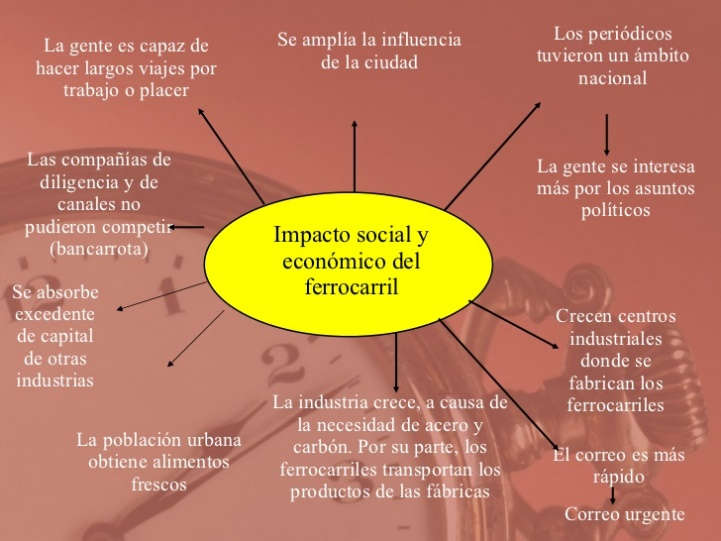 La gente es capaz de
hacer largos viajes por
trabajo o placer
Se amplía la influencia
de la ciudad
Los periódicos
tuvieron un ámbito
nacional
La gente se interesa
más por los asuntos
políticos
Las compañías de
diligencia y de
canales no
pudieron competir
(bancarrota)
Impacto social y
económico del
ferrocarril
Se absorbe
excedente
de capital
de otras
industrias
Crecen centros
industriales
donde se
fabrican los
ferrocarriles
La población urbana
obtiene alimentos
frescos
La industria crece, a causa de
la necesidad de acero y
carbón. Por su parte, los
ferrocarriles transportan los
productos de las fábricas
El correo es más
rápido
Correo urgente